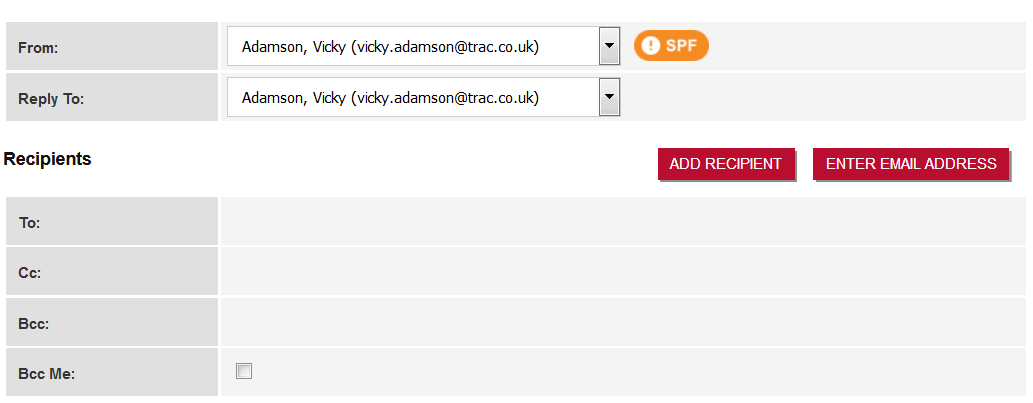 From: Adamson, Vicky (vicky.adamson@trac.co.uk) SPF
Reply To: Adamson, Vicky (vicky.adamson@trac.co.uk)
Recipients ADD RECIPIENT ENTER EMAIL ADDRESS
To:
Cc:
Bcc:
Bcc Me: